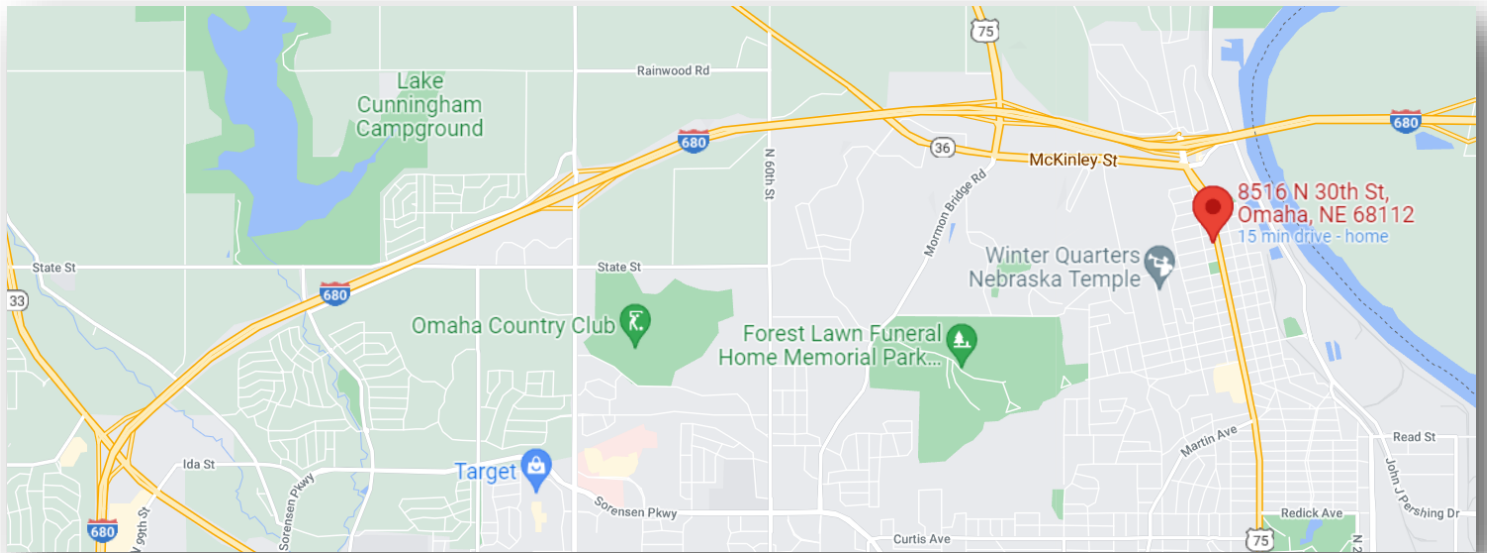 75
Rainwood Rd
Lake
Cunningham
Campground
680
680
36
McKinley St
N 60th St
Mormon Bridge Rd
8516 N 30th St,
Omaha, NE 68112
15 min drive - home
Winter Quarters
Nebraska Temple
State St
State St
33
680
Omaha Country Club
Forest Lawn Funeral
Home Memorial Park...
Martin Ave
Read St
Ida St
Target
Sorensen Pkwy
Sorensen Pkwy
John J Pershing Dr
Redick Ave
680
99th St
Curtis Ave
75
N 2